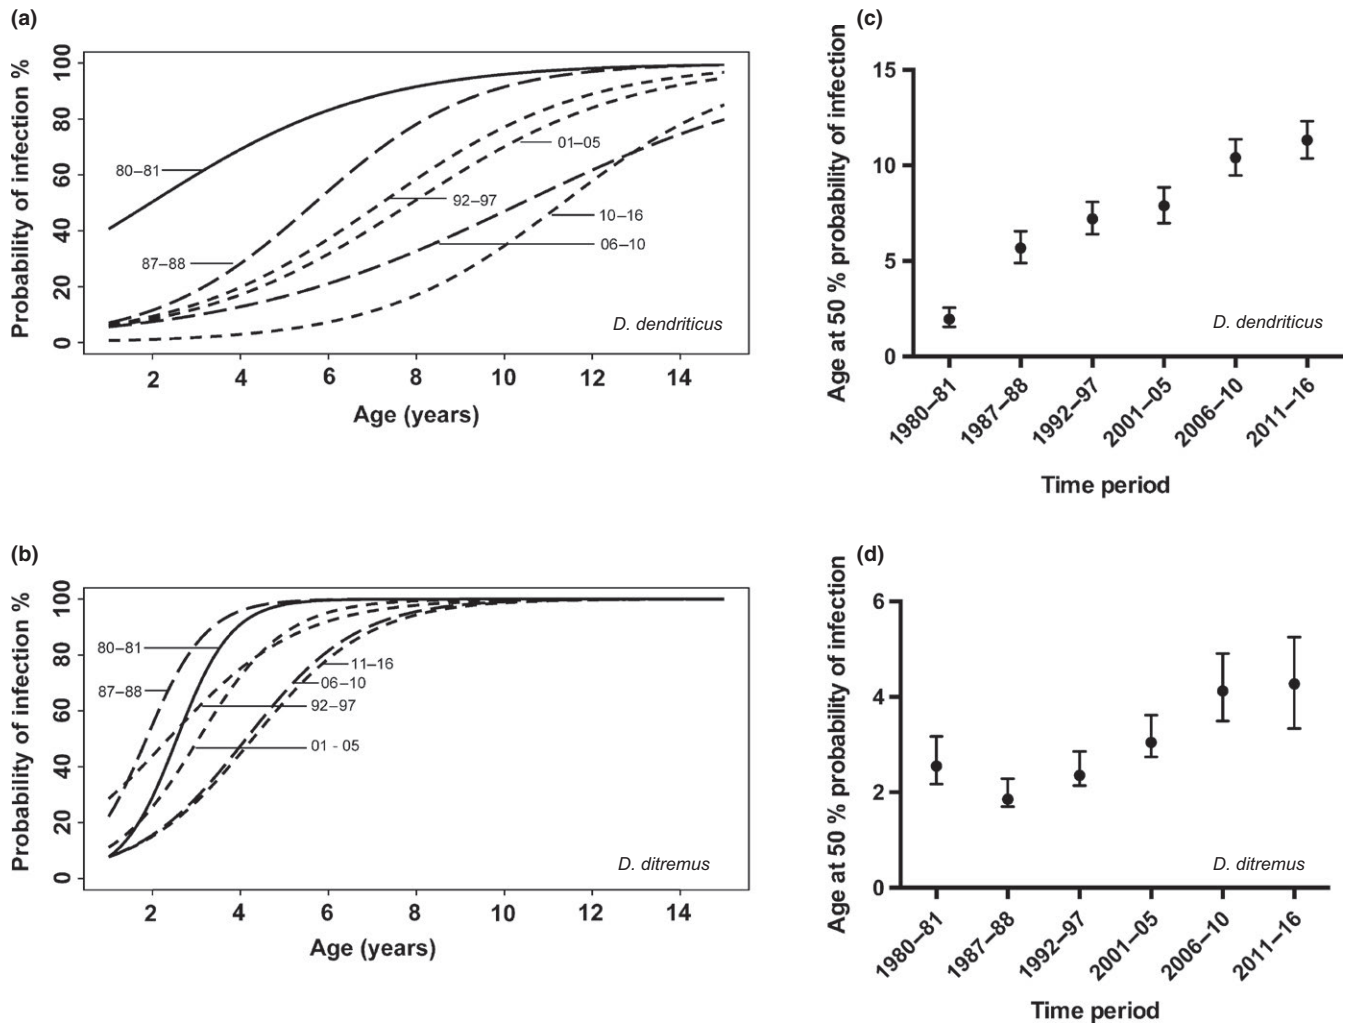 (a)
Probability of infection %
100
80
60
40
20
0
80–81
87–88
01–05
92–97
10–16
06–10
D. dendriticus
2 4 6 8 10 12 14
Age (years)
(c)
Age at 50 % probability of infection
15
10
5
0
D. dendriticus
1980–81
1987–88
1992–97
2001–05
2006–10
2011–16
Time period
(b)
Probability of infection %
100
80
60
40
20
0
80–81
87–88
11–16
06–10
92–97
01 - 05
D. ditremus
2 4 6 8 10 12 14
Age (years)
(d)
Age at 50 % probability of infection
6
4
2
0
D. ditremus
1980–81
1987–88
1992–97
2001–05
2006–10
2011–16
Time period